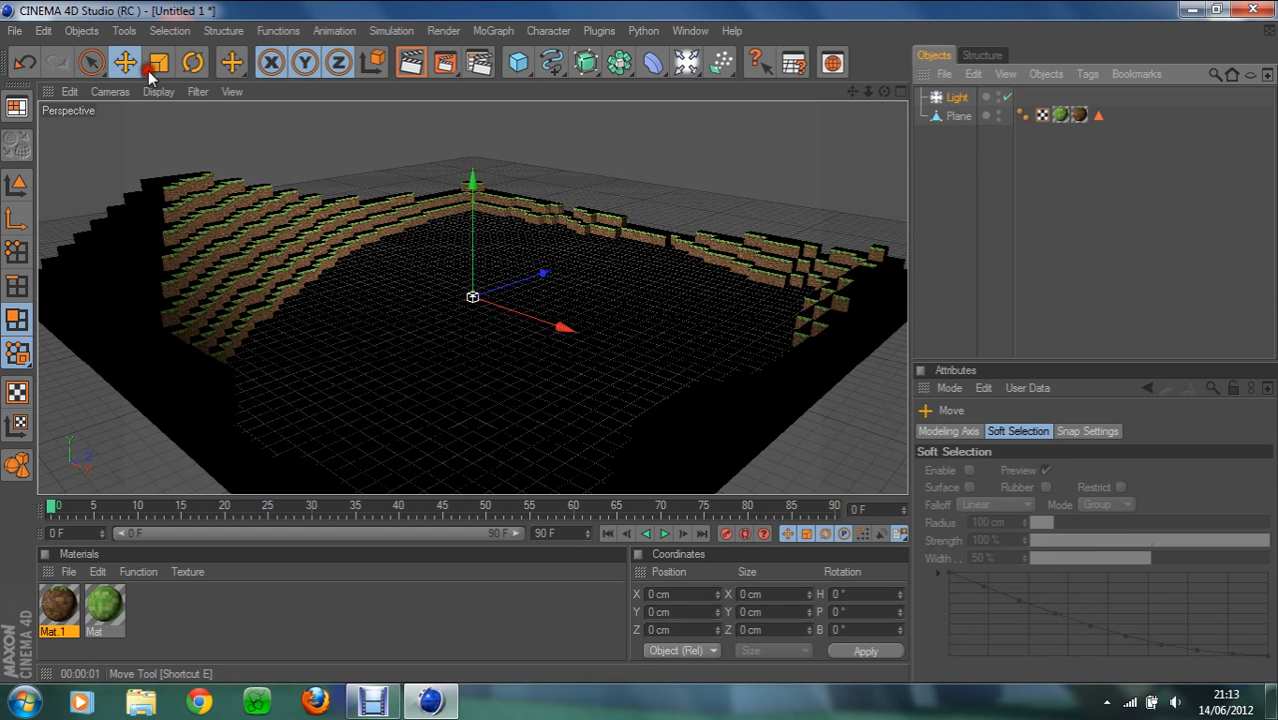 CINEMA 4D Studio (RC ) - [Untitled 1 *]
File Edit Objects Tools Selection Structure Functions Animation Simulation Render MoGraph Character Plugins Python Window Help
Objects Structure
File Edit View Objects Tags Bookmarks
Edit Cameras Display Filter View
Perspective
Light
Plane
Attributes
Mode Edit User Data
Move
Modeling Axis Soft Selection Snap Settings
Soft Selection
Enable Preview
Surface Rubber Restrict
Falloff Linear Mode Group
Radius 100 cm
Strength 100 %
Width . . 50 %
Y
Z
X
0 5 10 15 20 25 30 35 40 45 50 55 60 65 70 75 80 85 90 0 F
0 F 0 F 90 F 90 F
Materials
File Edit Function Texture
Mat.1 Mat
Coordinates
Position Size Rotation
X 0 cm X 0 cm H 0 °
Y 0 cm Y 0 cm P 0 °
Z 0 cm Z 0 cm B 0 °
Object (Rel) Size Apply
MAXON CINEMA 4D
00:00:01 Move Tool [Shortcut E]
21:13
14/06/2012